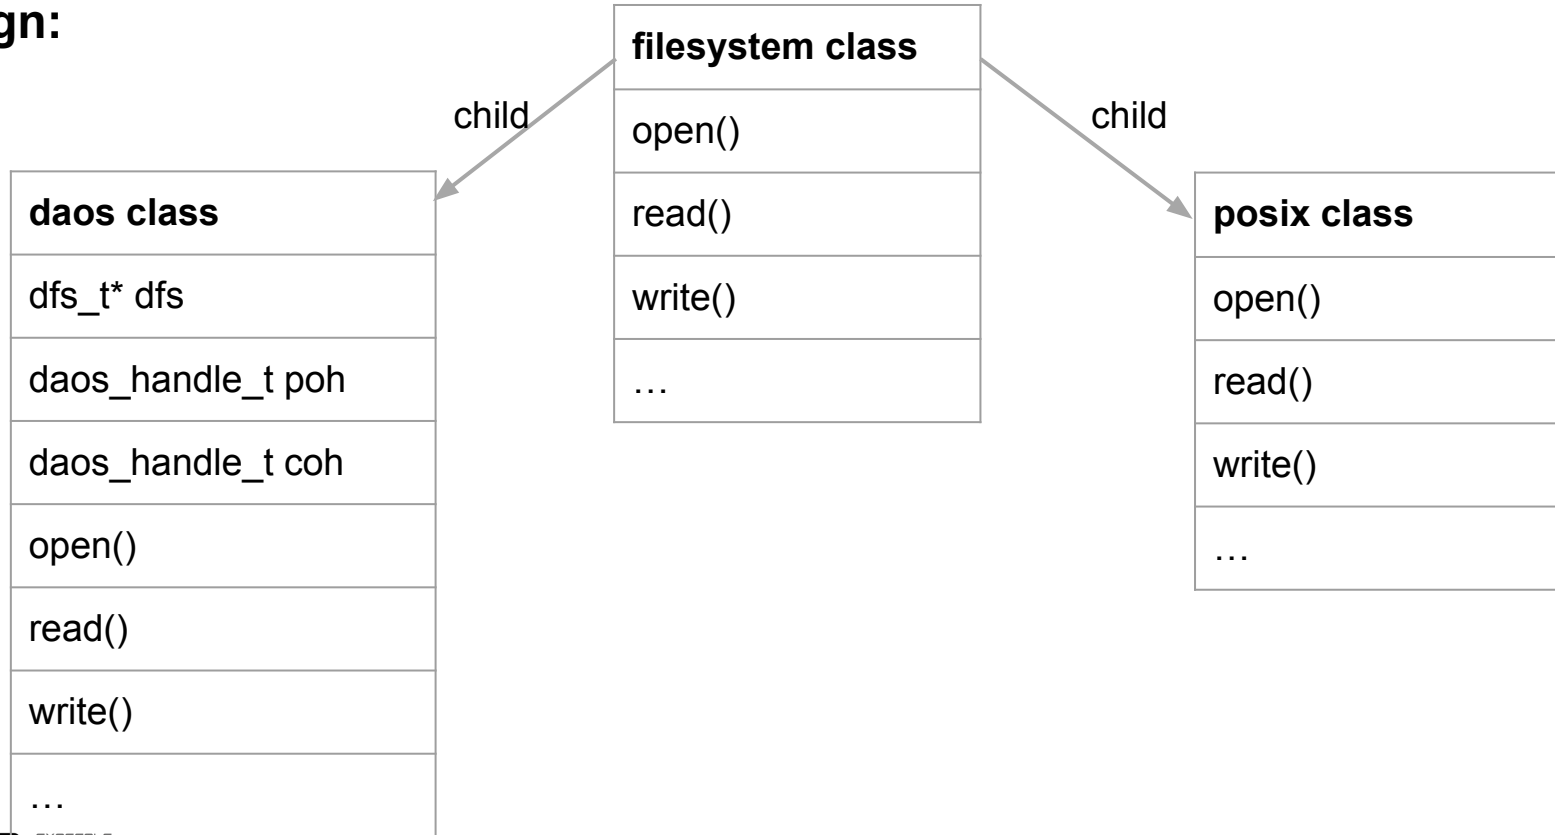 gn:
filesystem class
open()
read()
write()
…
child
child
daos class
dfs_t* dfs
daos_handle_t poh
daos_handle_t coh
open()
read()
write()
…
posix class
open()
read()
write()
…